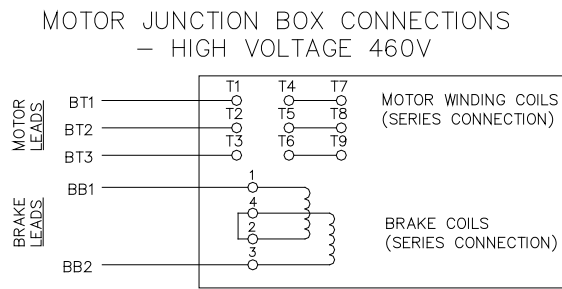 MOTOR JUNCTION BOX CONNECTIONS
– HIGH VOLTAGE 460V
MOTOR
LEADS
BT1
BT2
BT3
T1 T4 T7
T2 T5 T8
T3 T6 T9
MOTOR WINDING COILS
(SERIES CONNECTION)
BRAKE
LEADS
BB1
BB2
1
4
2
3
BRAKE COILS
(SERIES CONNECTION)